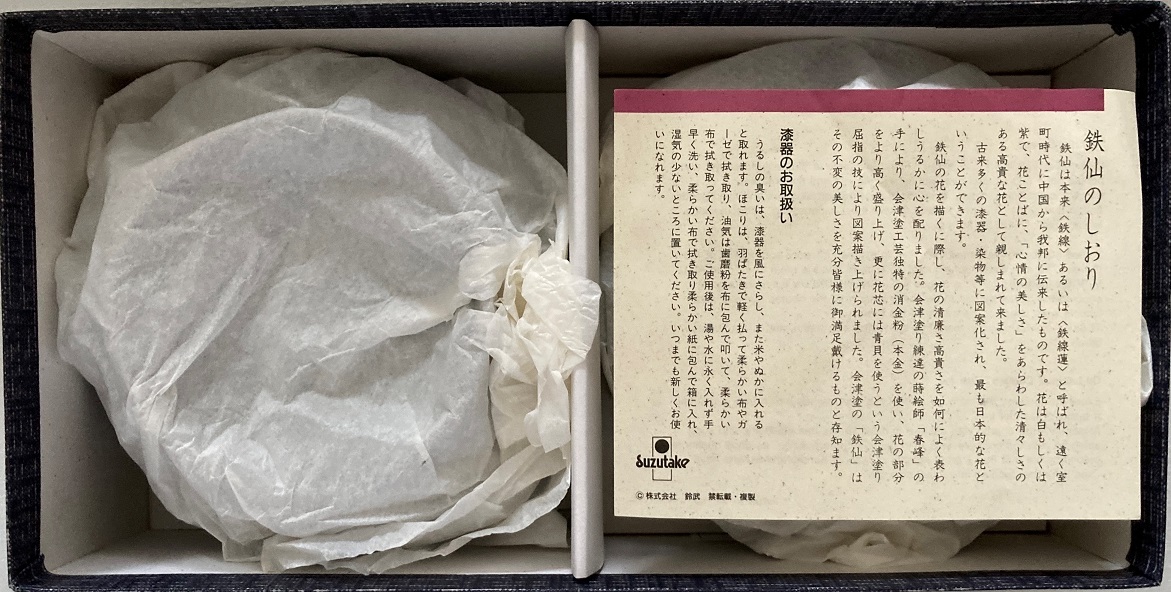 鉄仙のしおり
鉄仙は本来〈鉄線〉あるいは〈鉄線蓮〉と呼ばれ、遠く室
町時代に中国から我邦に伝来したものです。花は白もしくは
紫で、花ことばに、「心情の美しさ」をあらわした清々しさの
ある高貴な花として親しまれて来ました。
古来多くの漆器・染物等に図案化され、最も日本的な花と
いうことができます。
鉄仙の花を描くに際し、花の清廉さ高貴さを如何によく表わ
しうるかに心を配りました。会津塗り練達の蒔絵師「春峰」の
手により、会津塗工芸独特の消金粉(本金)を使い、花の部分
をより高く盛り上げ、更に花芯には青貝を使うという会津塗り
屈指の技により図案描き上げられました。会津塗の「鉄仙」は
その不変の美しさを充分皆様に御満足戴けるものと存知ます。
漆器のお取扱い
うるしの臭いは、漆器を風にさらし、また米やぬかに入れる
と取れます。ほこりは、羽ばたきで軽く払って柔らかい布やガ
ーゼで拭き取り、油気は歯磨粉を布に包んで叩いて、柔らかい
布で拭き取ってください。ご使用後は、湯や水に永く入れず手
早く洗い、柔らかい布で拭き取り柔らかい紙に包んで箱に入れ、
湿気の少ないところに置いてください。いつまでも新しくお使
いになれます。
Suzutake
©株式会社 鈴武 禁転載・複製